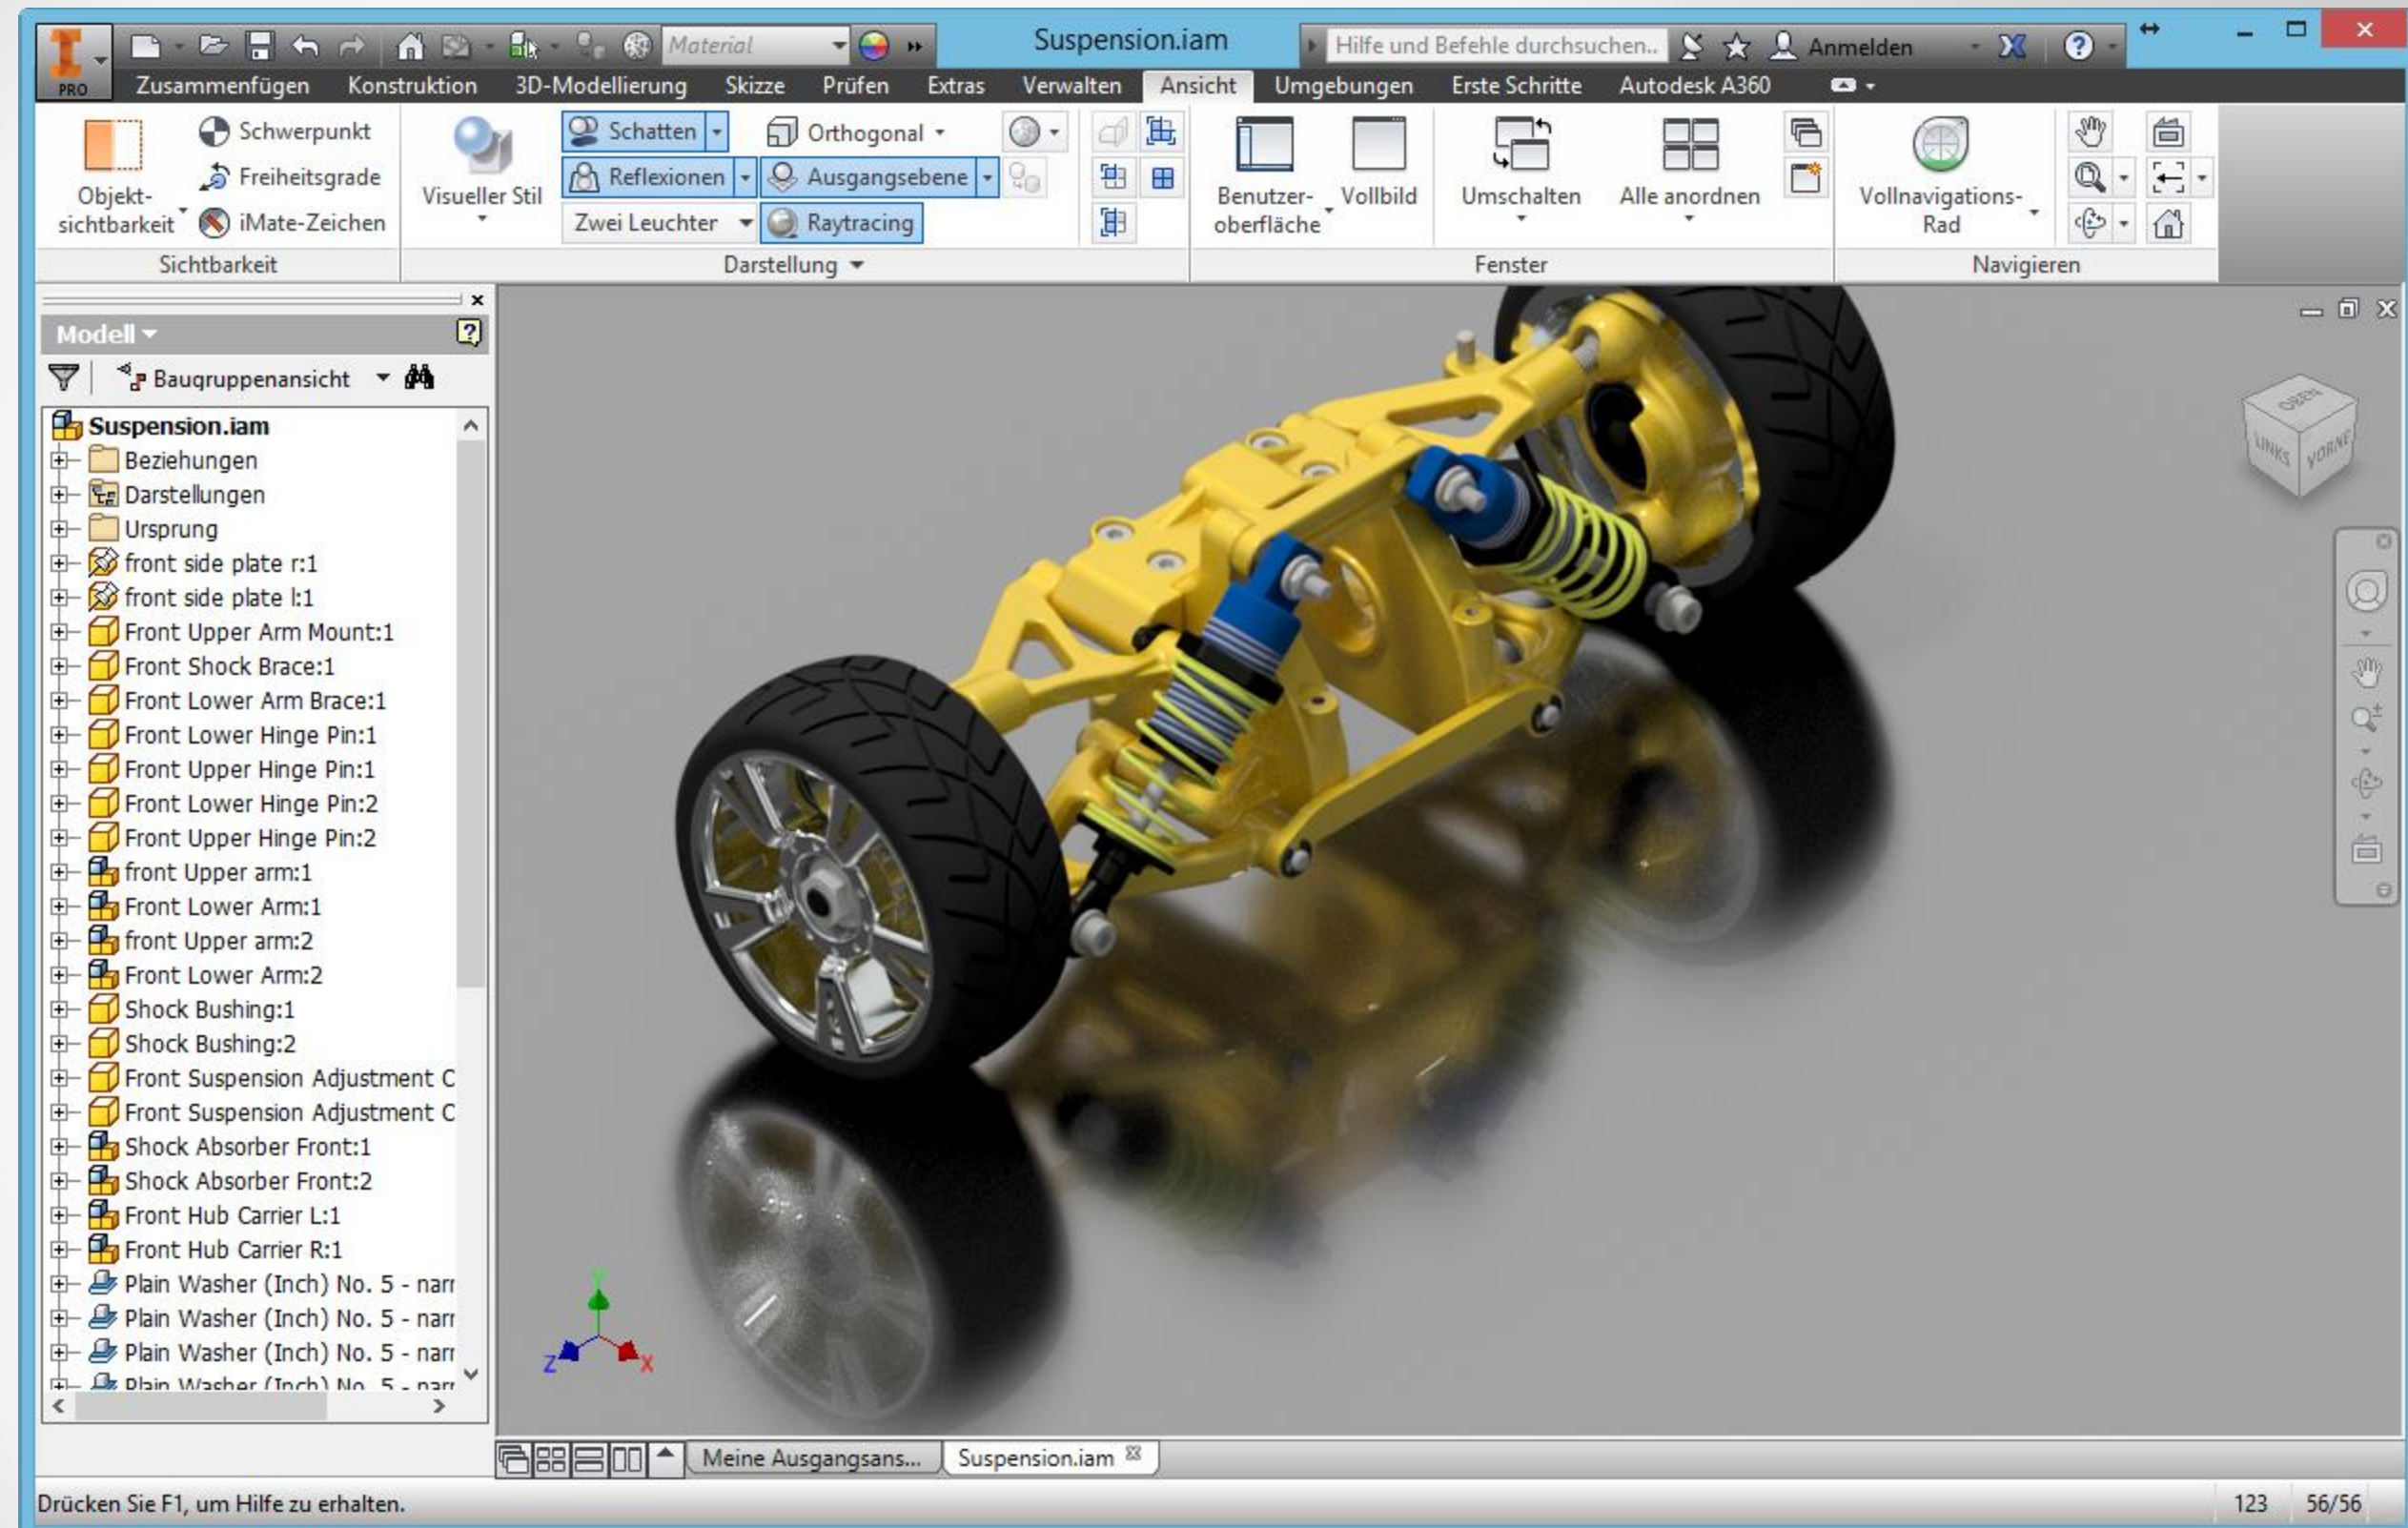 Suspension.iam
Material
Hilfe und Befehle durchsuchen..
Anmelden
PRO
Zusammenfügen Konstruktion 3D-Modellierung Skizze Prüfen Extras Verwalten Ansicht Umgebungen Erste Schritte Autodesk A360
Objekt-
sichtbarkeit
Schwerpunkt
Freiheitsgrade
iMate-Zeichen
Sichtbarkeit
Visueller Stil
Schatten
Reflexionen
Zwei Leuchter
Orthogonal
Ausgangsebene
Raytracing
Darstellung
Benutzer-
oberfläche
Vollbild
Umschalten
Alle anordnen
Fenster
Vollnavigations-
Rad
Navigieren
Modell
Baugruppenansicht
Suspension.iam
Beziehungen
Darstellungen
Ursprung
front side plate r:1
front side plate l:1
Front Upper Arm Mount:1
Front Shock Brace:1
Front Lower Arm Brace:1
Front Lower Hinge Pin:1
Front Upper Hinge Pin:1
Front Lower Hinge Pin:2
Front Upper Hinge Pin:2
front Upper arm:1
Front Lower Arm:1
front Upper arm:2
Front Lower Arm:2
Shock Bushing:1
Shock Bushing:2
Front Suspension Adjustment C
Front Suspension Adjustment C
Shock Absorber Front:1
Shock Absorber Front:2
Front Hub Carrier L:1
Front Hub Carrier R:1
Plain Washer (Inch) No. 5 - narr
Plain Washer (Inch) No. 5 - narr
Plain Washer (Inch) No. 5 - narr
Plain Washer (Inch) No. 5 - narr
OBEN
LINKS
VORNE
Y
Z
X
Meine Ausgangsans...
Suspension.iam
Drücken Sie F1, um Hilfe zu erhalten.
123 56/56